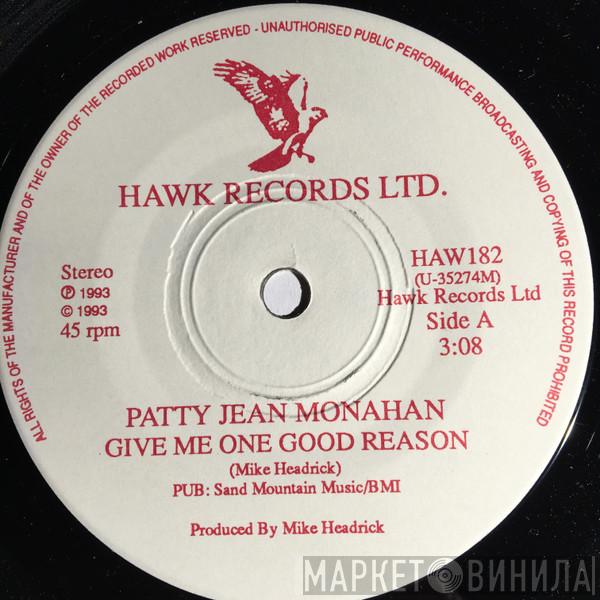 ALL RIGHTS OF THE MANUFACTURER AND OF THE OWNER OF THE RECORDED WORK RESERVED - UNAUTHORISED PUBLIC PERFORMANCE BROADCASTING AND COPYING OF THIS RECORD PROHIBITED
HAWK RECORDS LTD.
Stereo
Ⓟ 1993
© 1993
45 rpm
HAW182
(U-35274M)
Hawk Records Ltd
Side A
3:08
PATTY JEAN MONAHAN
GIVE ME ONE GOOD REASON
(Mike Headrick)
PUB: Sand Mountain Music/BMI
Produced By Mike Headrick
МАРКЕТ ВИНИЛА